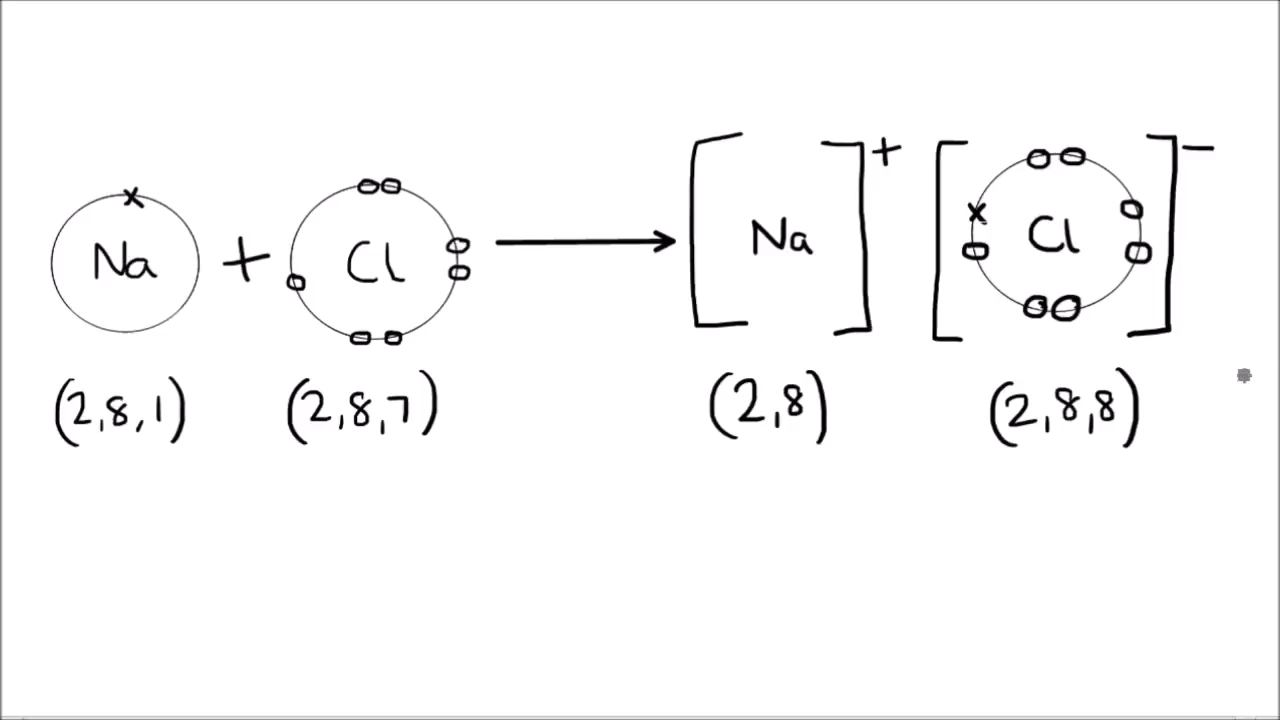 Na + Cl → [Na]⁺ [Cl]⁻
(2,8,1) (2,8,7) (2,8) (2,8,8)